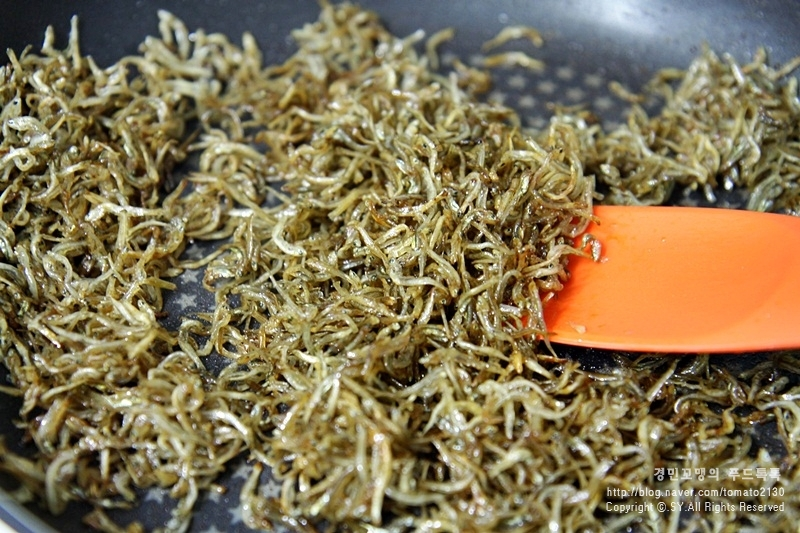 경민꼬맹의 푸드톡톡
http://blog.naver.com/tomato2130
Copyright ©.SY.All Rights Reserved